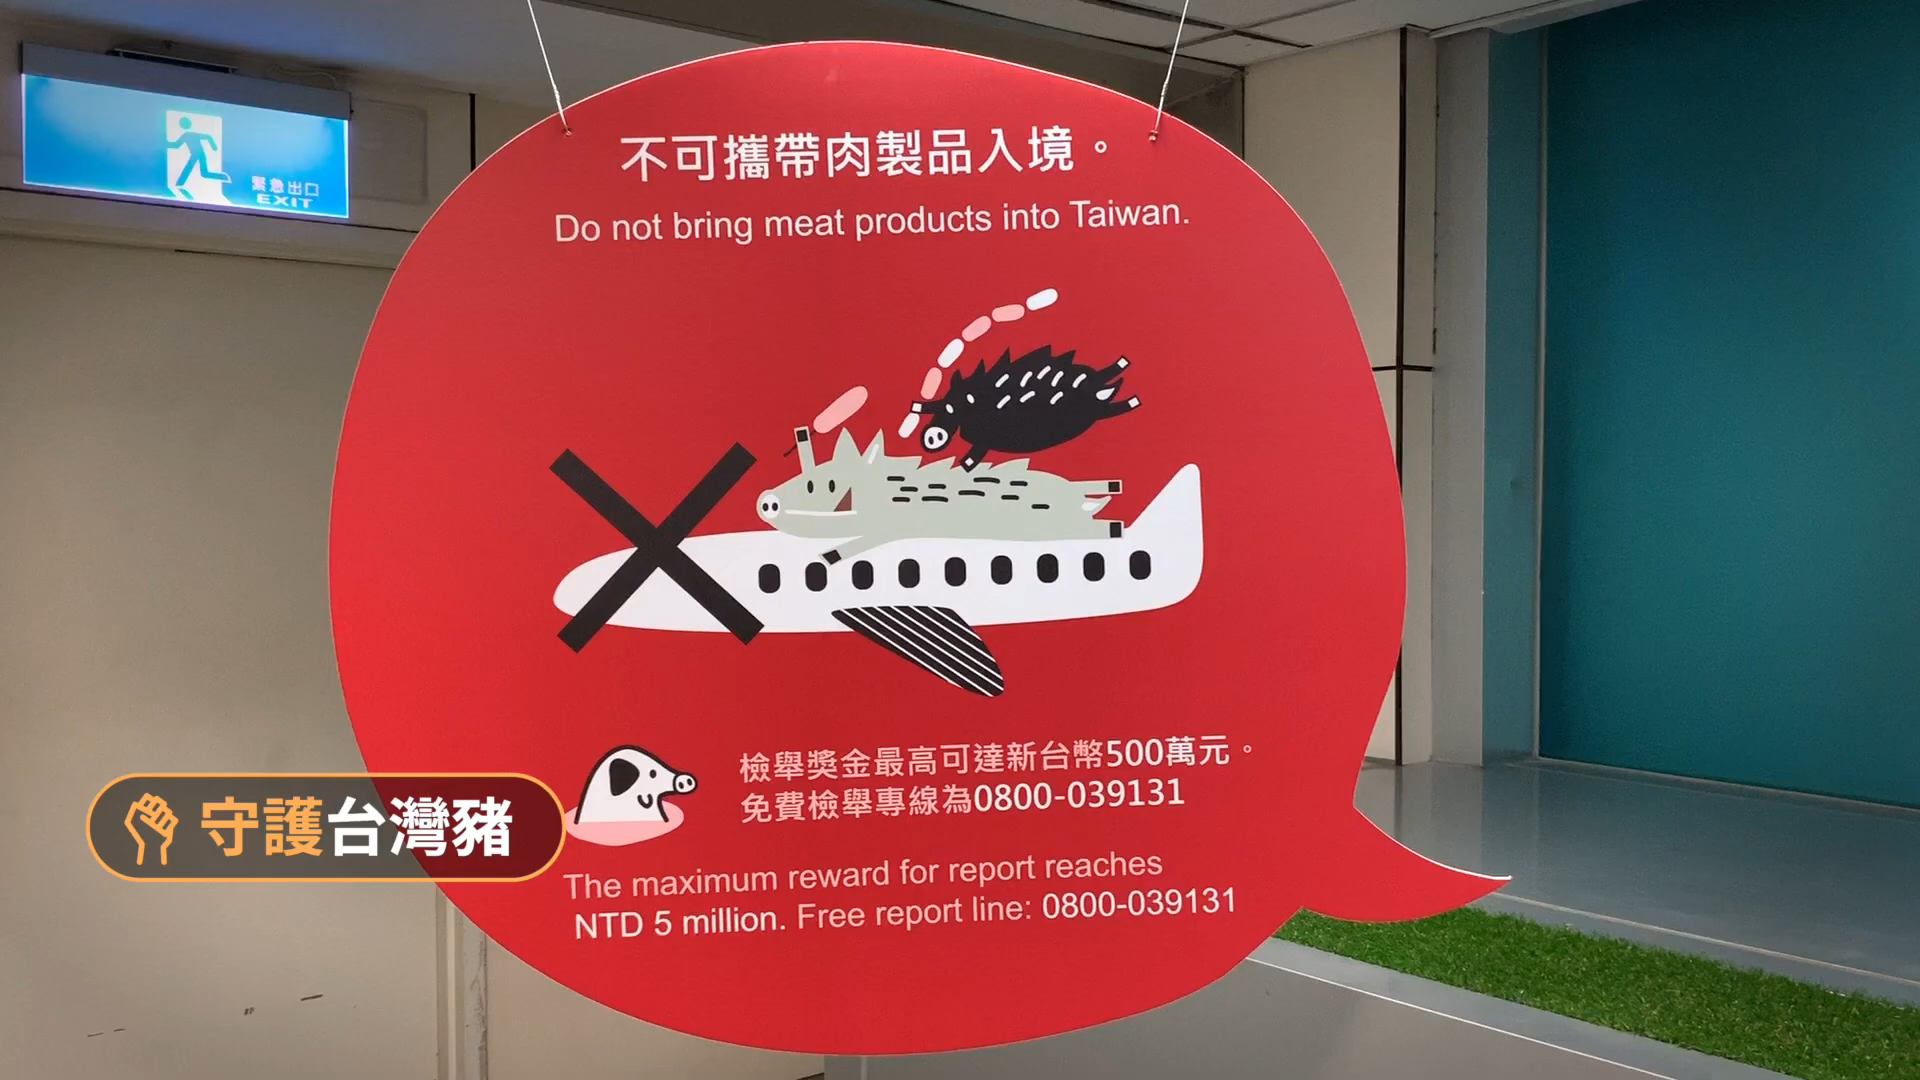 緊急出口
EXIT
不可攜帶肉製品入境。
Do not bring meat products into Taiwan.
檢舉獎金最高可達新台幣500萬元。
免費檢舉專線為0800-039131
守護台灣豬
The maximum reward for report reaches
NTD 5 million. Free report line: 0800-039131